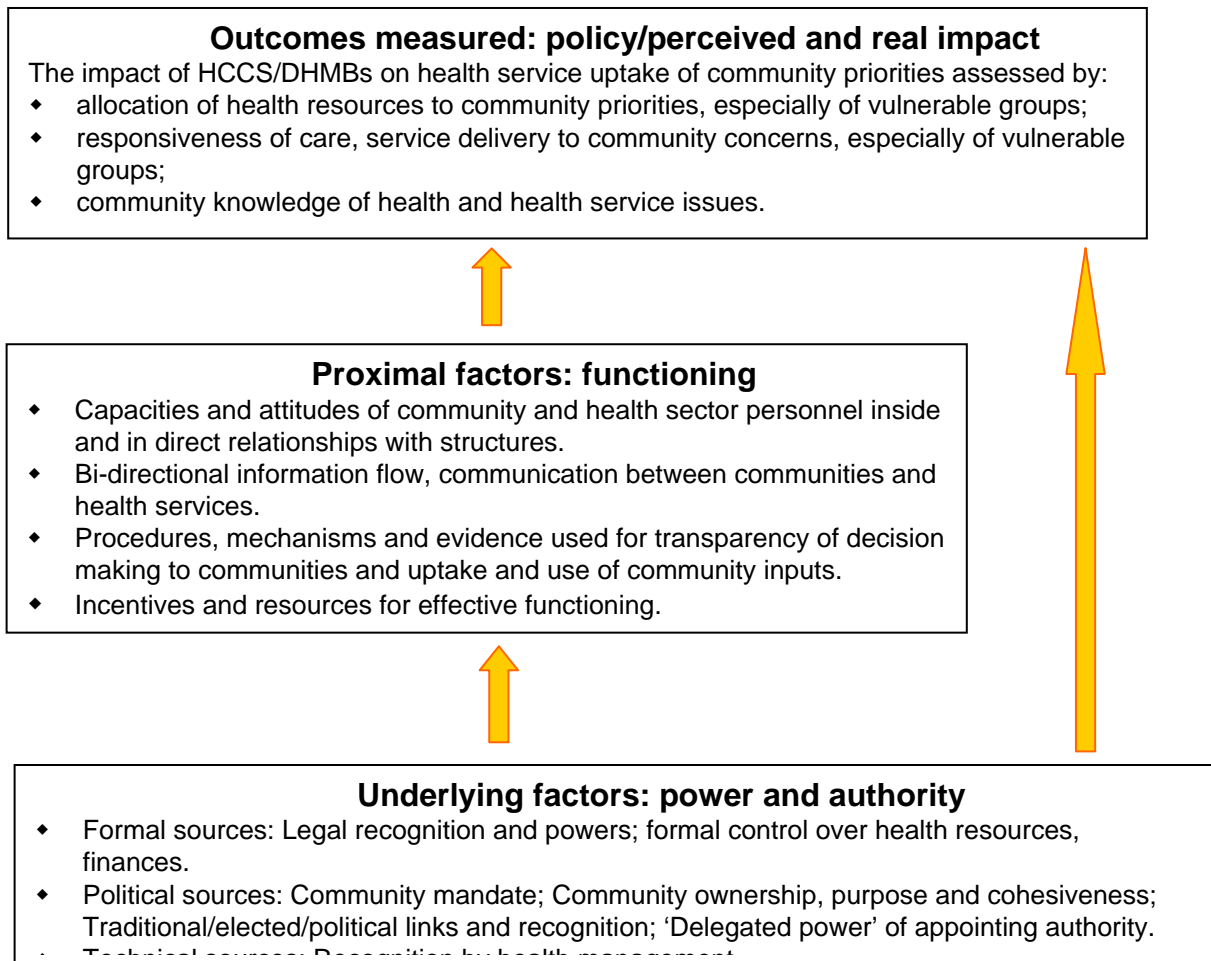 Outcomes measured: policy/perceived and real impact
The impact of HCCS/DHMBs on health service uptake of community priorities assessed by:
◆ allocation of health resources to community priorities, especially of vulnerable groups;
◆ responsiveness of care, service delivery to community concerns, especially of vulnerable
groups;
◆ community knowledge of health and health service issues.
Proximal factors: functioning
◆ Capacities and attitudes of community and health sector personnel inside
and in direct relationships with structures.
◆ Bi-directional information flow, communication between communities and
health services.
◆ Procedures, mechanisms and evidence used for transparency of decision
making to communities and uptake and use of community inputs.
◆ Incentives and resources for effective functioning.
Underlying factors: power and authority
◆ Formal sources: Legal recognition and powers; formal control over health resources,
finances.
◆ Political sources: Community mandate; Community ownership, purpose and cohesiveness;
Traditional/elected/political links and recognition; ‘Delegated power’ of appointing authority.
◆ Technical sources: Recognition by health management